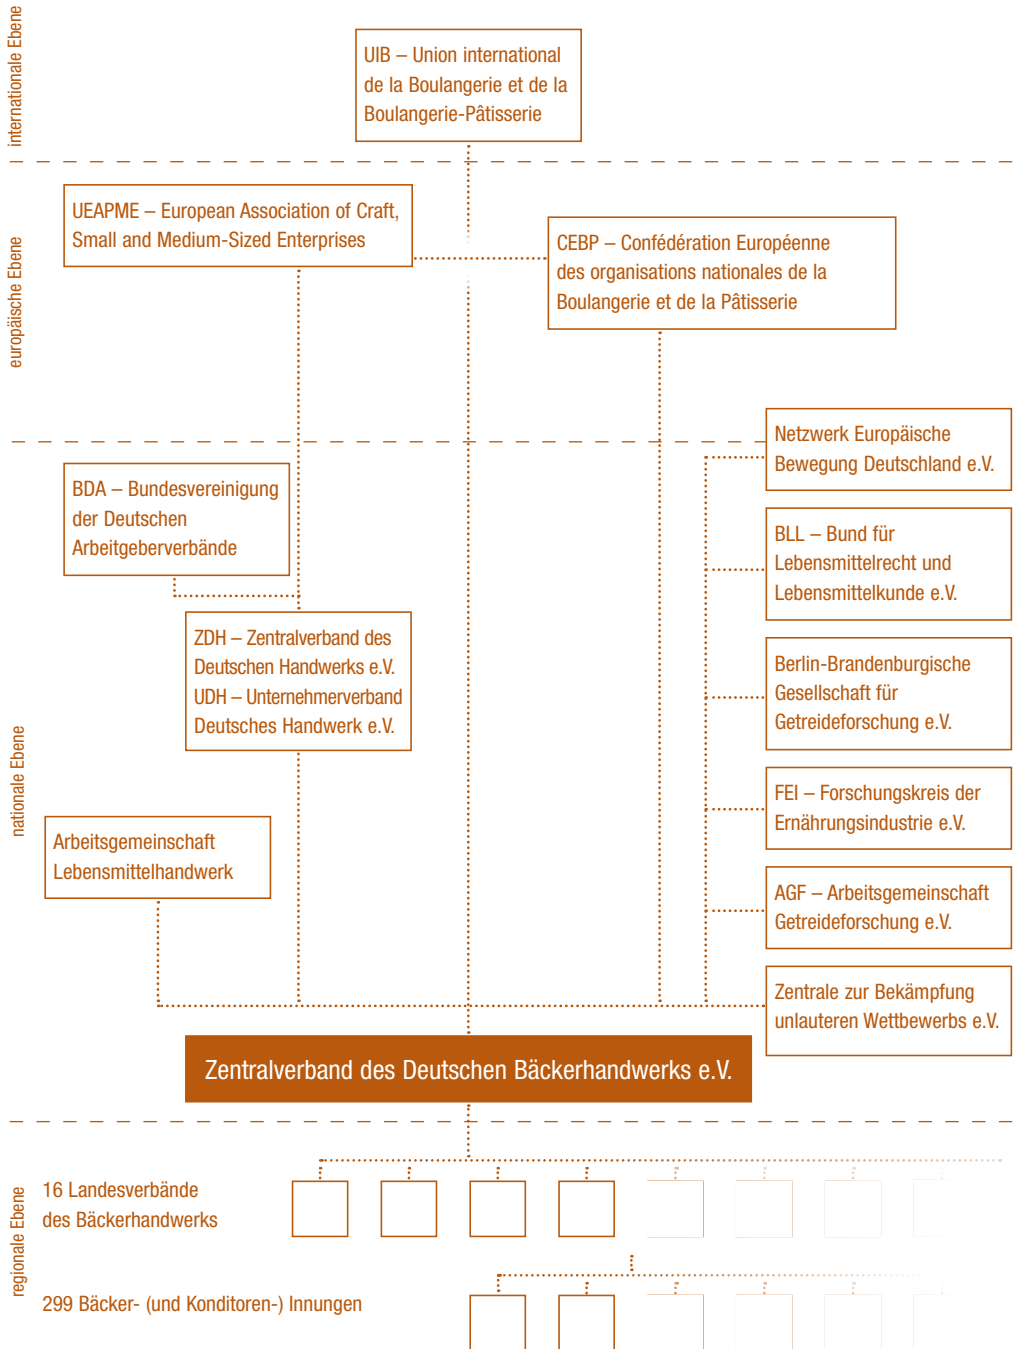 internationale Ebene
UIB – Union international
de la Boulangerie et de la
Boulangerie-Pâtisserie
europäische Ebene
UEAPME – European Association of Craft,
Small and Medium-Sized Enterprises
CEBP – Confédération Européenne
des organisations nationales de la
Boulangerie et de la Pâtisserie
nationale Ebene
Netzwerk Europäische
Bewegung Deutschland e.V.
BDA – Bundesvereinigung
der Deutschen
Arbeitgeberverbände
BLL – Bund für
Lebensmittelrecht und
Lebensmittelkunde e.V.
ZDH – Zentralverband des
Deutschen Handwerks e.V.
UDH – Unternehmerverband
Deutsches Handwerk e.V.
Berlin-Brandenburgische
Gesellschaft für
Getreideforschung e.V.
FEI – Forschungskreis der
Ernährungsindustrie e.V.
Arbeitsgemeinschaft
Lebensmittelhandwerk
AGF – Arbeitsgemeinschaft
Getreideforschung e.V.
Zentrale zur Bekämpfung
unlauteren Wettbewerbs e.V.
Zentralverband des Deutschen Bäckerhandwerks e.V.
regionale Ebene
16 Landesverbände
des Bäckerhandwerks
299 Bäcker- (und Konditoren-) Innungen